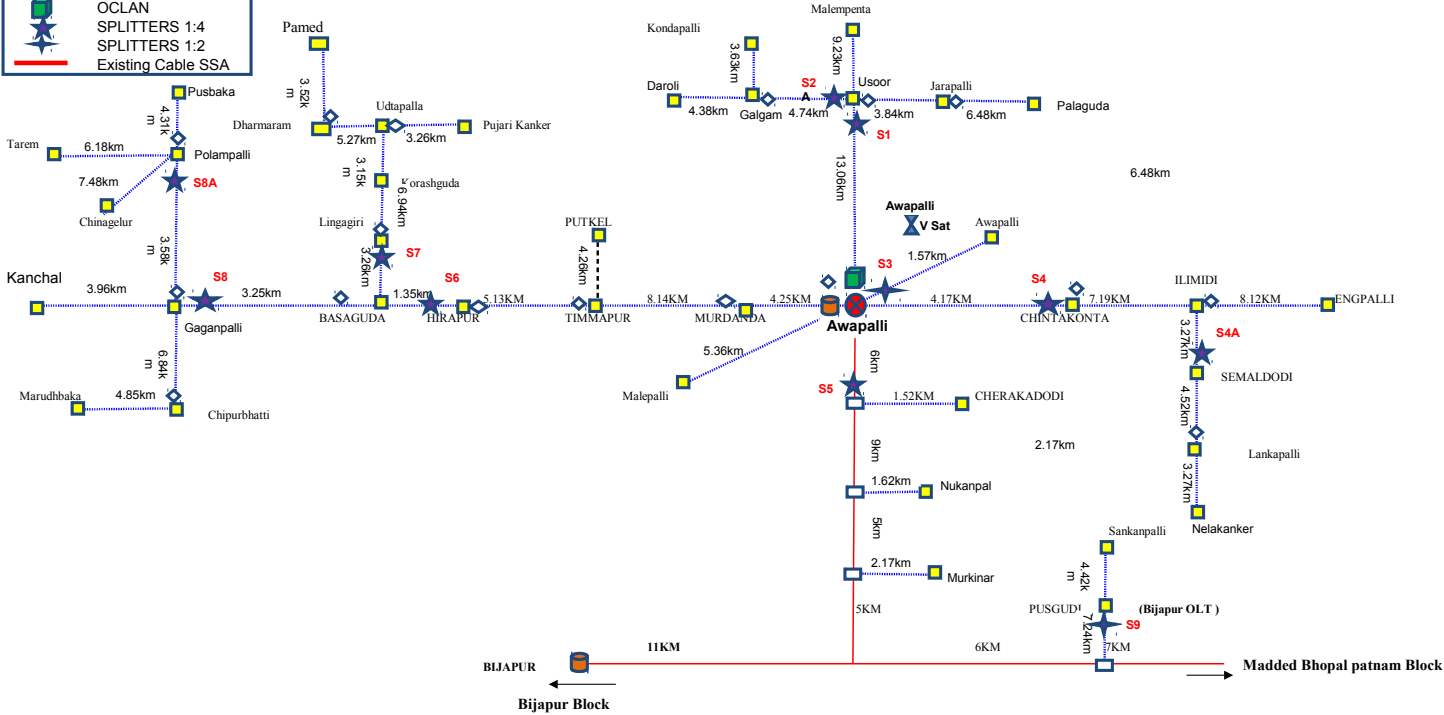 OCLAN
SPLITTERS 1:4
SPLITTERS 1:2
Existing Cable SSA
Pusbaka
4.31k
m
Tarem
6.18km
Polampalli
7.48km
S8A
Chinagelur
3.58k
m
Kanchal
3.96km
S8
3.25km
Gaganpalli
6.84k
m
Marudhbaka
4.85km
Chipurbhatti
Pamed
3.52k
m
Dharmaram
Udtapalla
5.27km
3.26km
Pujari Kanker
3.15k
m
Korashguda
6.94km
Lingagiri
S7
3.26km
BASAGUDA
1.35km
S6
HIRAPUR
5.13KM
PUTKEL
4.26km
TIMMAPUR
8.14KM
MURDANDA
4.25KM
5.36km
Malepalli
Malempenta
9.23km
Kondapalli
3.63km
Daroli
4.38km
Galgam
S2
A
4.74km
Usoor
3.84km
Jarapalli
6.48km
Palaguda
S1
13.06km
6.48km
Awapalli
V Sat
Awapalli
1.57km
S3
Awapalli
4.17KM
S4
CHINTAKONTA
7.19KM
ILIMIDI
8.12KM
ENGPALLI
3.27km
S4A
SEMALDODI
4.52km
Lankapalli
3.27km
Nelakanker
6km
S5
1.52KM
CHERAKADODI
9km
2.17km
1.62km
Nukanpal
5km
2.17km
Murkinar
5KM
Sankanpalli
4.42k
m
PUSGUDI
(Bijapur OLT )
S9
7.24km
BIJAPUR
11KM
6KM
7KM
Madded Bhopal patnam Block
Bijapur Block